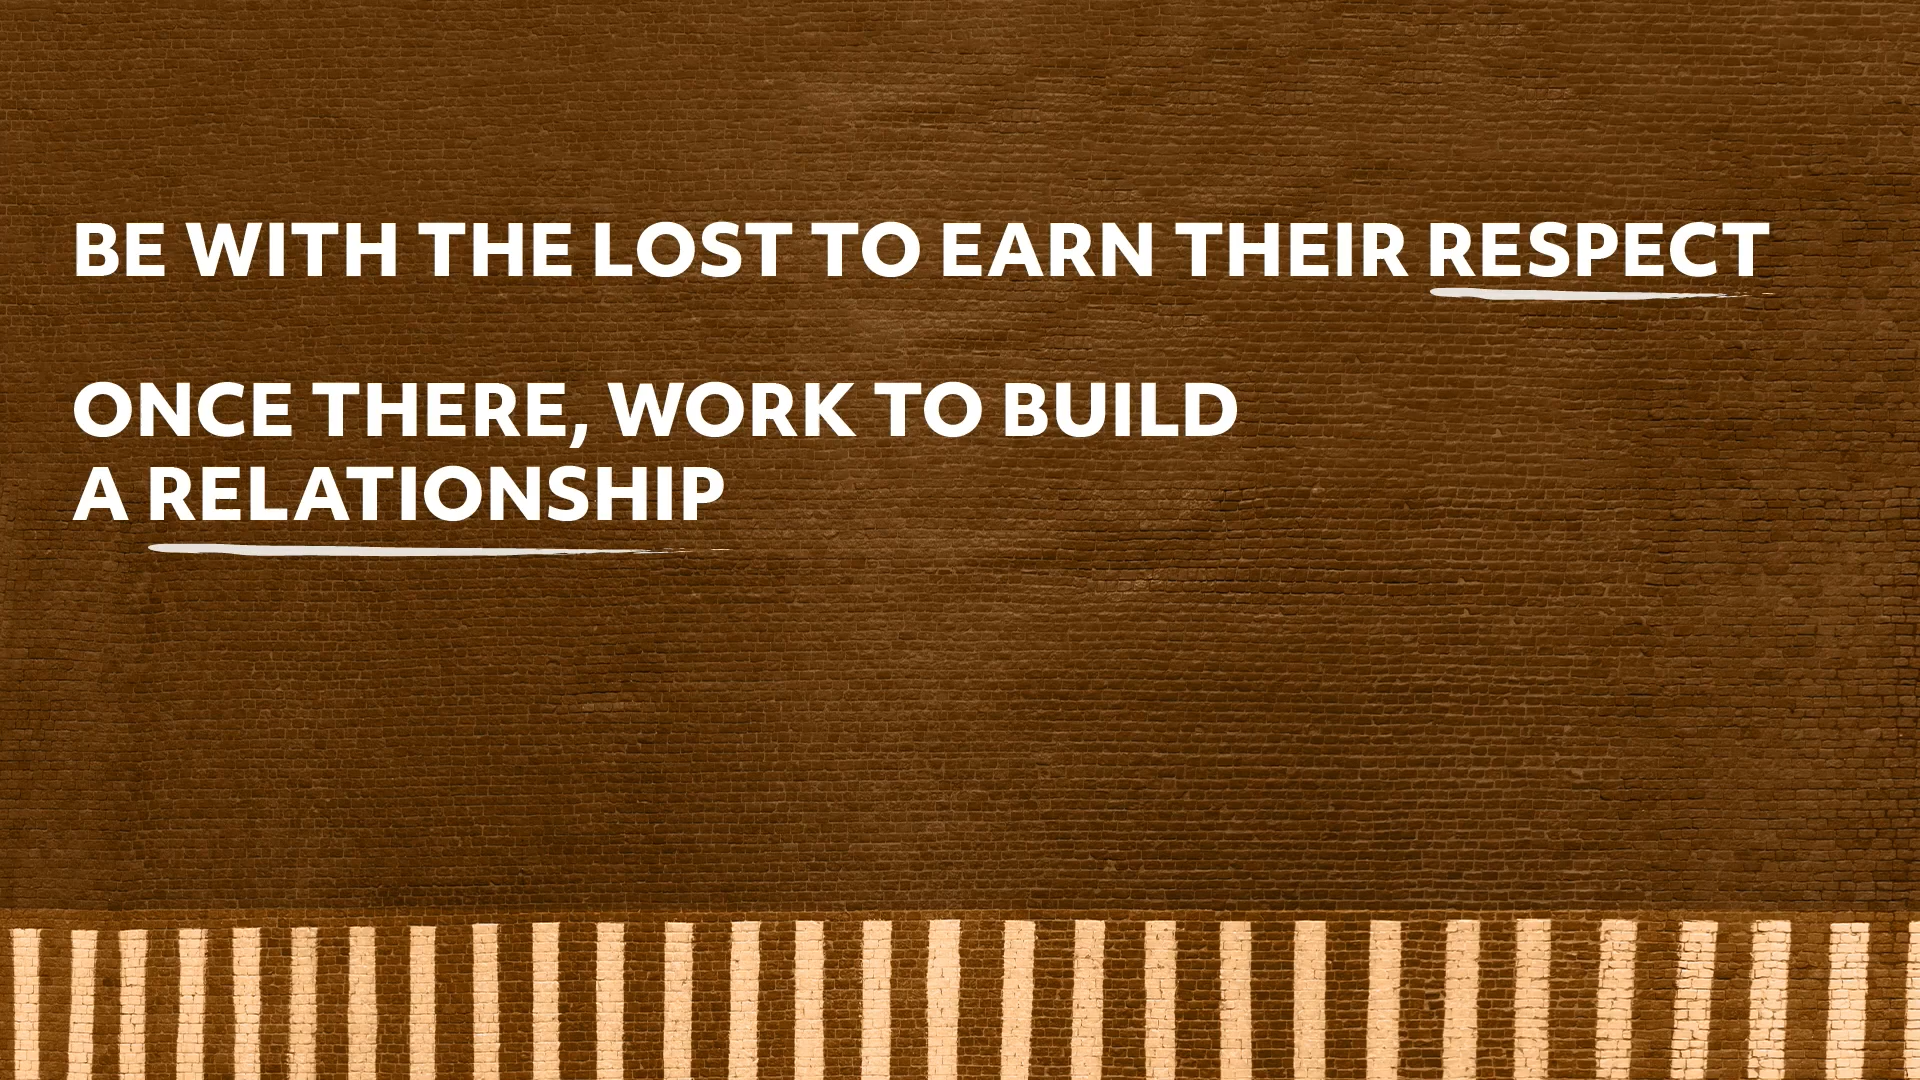 BE WITH THE LOST TO EARN THEIR RESPECT
ONCE THERE, WORK TO BUILD
A RELATIONSHIP